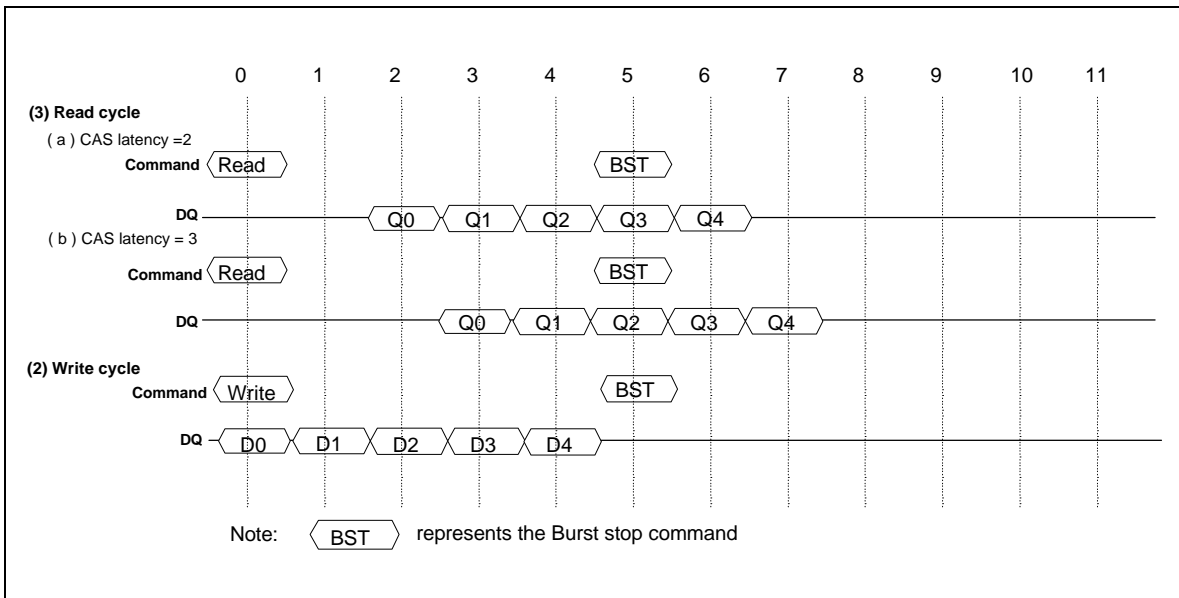 0 1 2 3 4 5 6 7 8 9 10 11
(3) Read cycle
( a ) CAS latency =2
Command Read BST
DQ Q0 Q1 Q2 Q3 Q4
( b ) CAS latency = 3
Command Read BST
DQ Q0 Q1 Q2 Q3 Q4
(2) Write cycle
Command Write BST
DQ D0 D1 D2 D3 D4
Note: BST represents the Burst stop command